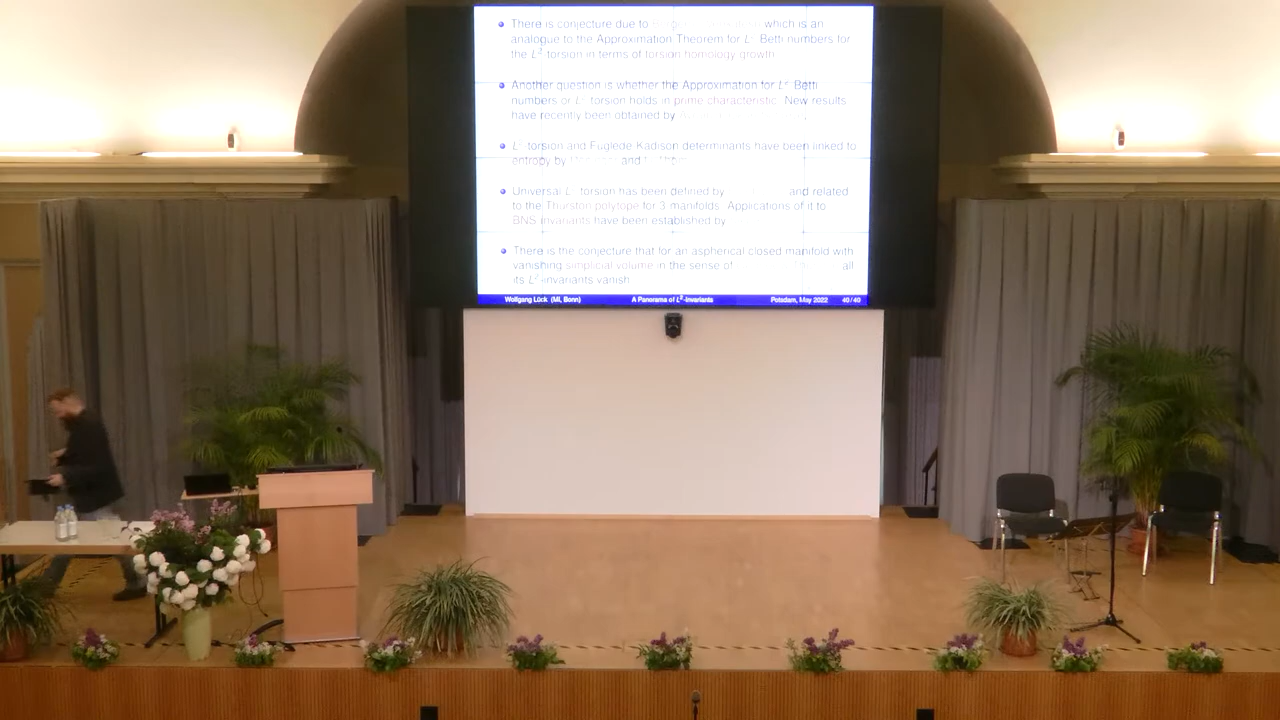 There is conjecture due to which is an
analogue to the Approximation Theorem for L² Betti numbers for
the L² torsion in terms of torsion homology growth
Another question is whether the Approximation for L² Betti
numbers or L² torsion holds in prime characteristic. New results
have recently been obtained by
L² torsion and Fuglede Kadison determinants have been linked to
entropy by and
Universal L² torsion has been defined by and related
to the Thurston polytope for 3 manifolds. Applications of it to
BNS invariants have been established by
There is the conjecture that for an aspherical closed manifold with
vanishing simplicial volume in the sense of all
its L² invariants vanish
Wolfgang Lück (MI, Bonn) A Panorama of L²-Invariants Potsdam, May 2022 40/40